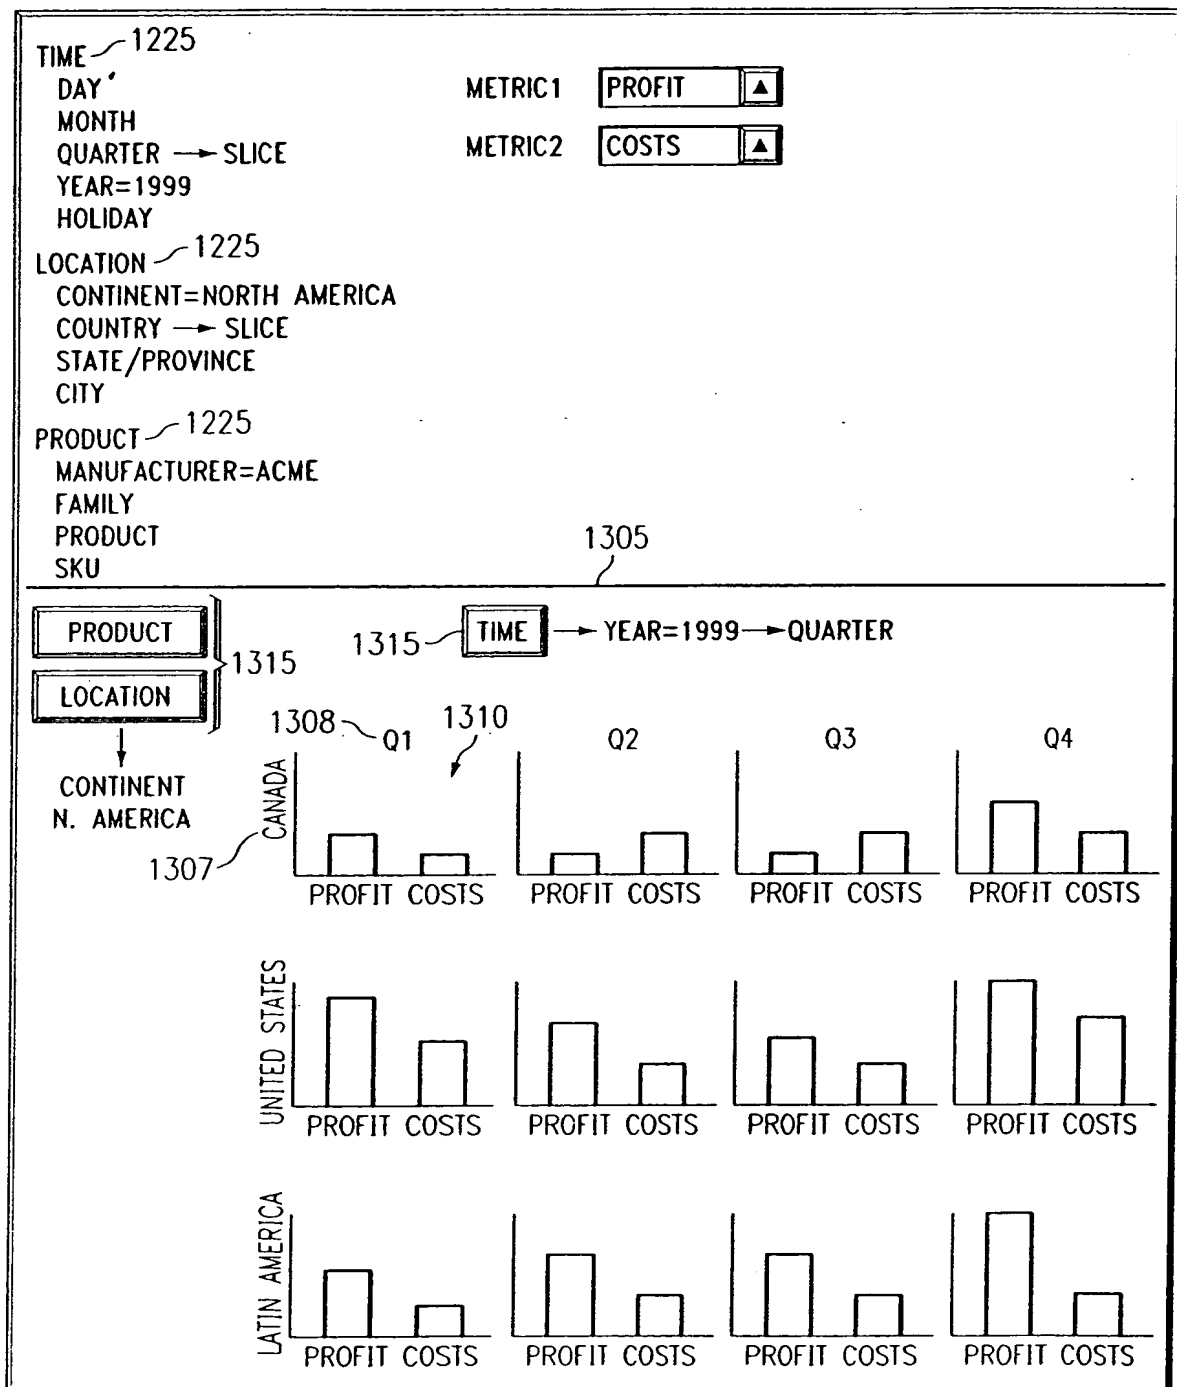 TIME 1225
DAY
MONTH
QUARTER → SLICE
YEAR=1999
HOLIDAY
METRIC1 PROFIT
METRIC2 COSTS
LOCATION 1225
CONTINENT=NORTH AMERICA
COUNTRY → SLICE
STATE/PROVINCE
CITY
PRODUCT 1225
MANUFACTURER=ACME
FAMILY
PRODUCT
SKU
1305
PRODUCT
LOCATION
1315
CONTINENT
N. AMERICA
1315 TIME → YEAR=1999 → QUARTER
1308 Q1 1310 Q2 Q3 Q4
CANADA
1307
PROFIT COSTS PROFIT COSTS PROFIT COSTS PROFIT COSTS
UNITED STATES
PROFIT COSTS PROFIT COSTS PROFIT COSTS PROFIT COSTS
LATIN AMERICA
PROFIT COSTS PROFIT COSTS PROFIT COSTS PROFIT COSTS